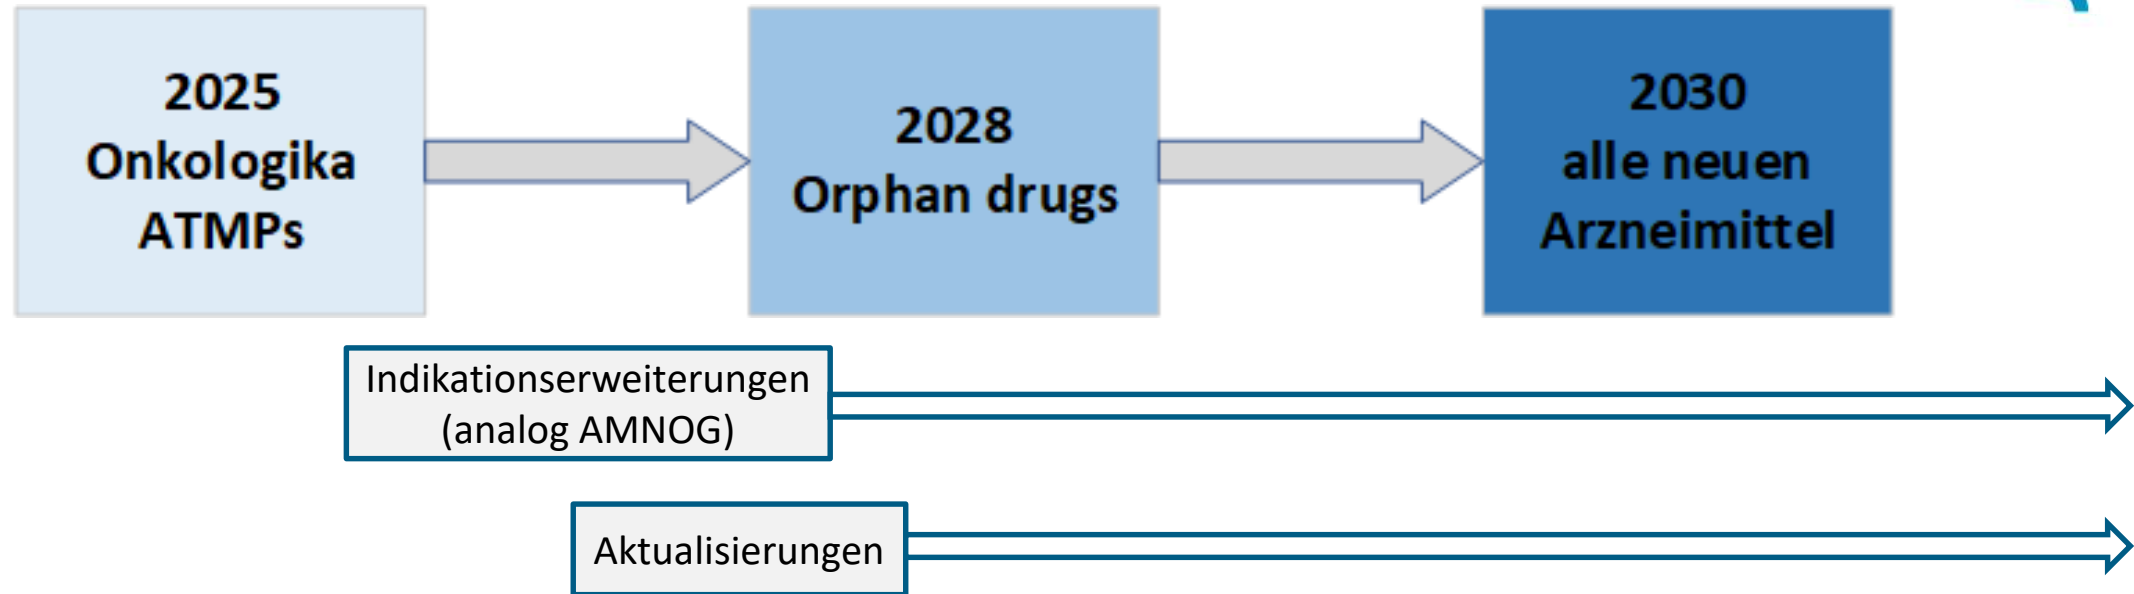 2025
Onkologika
ATMPs
2028
Orphan drugs
2030
alle neuen
Arzneimittel
Indikationserweiterungen
(analog AMNOG)
Aktualisierungen